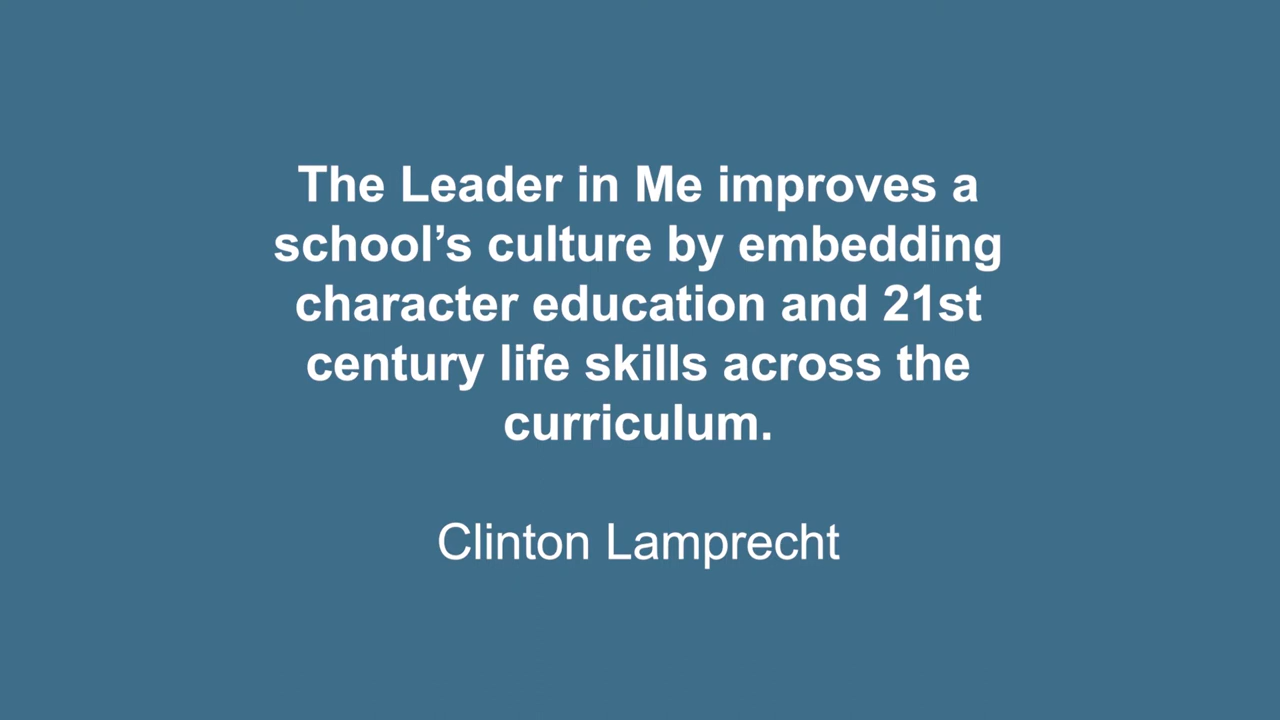 The Leader in Me improves a
school’s culture by embedding
character education and 21st
century life skills across the
curriculum.
Clinton Lamprecht